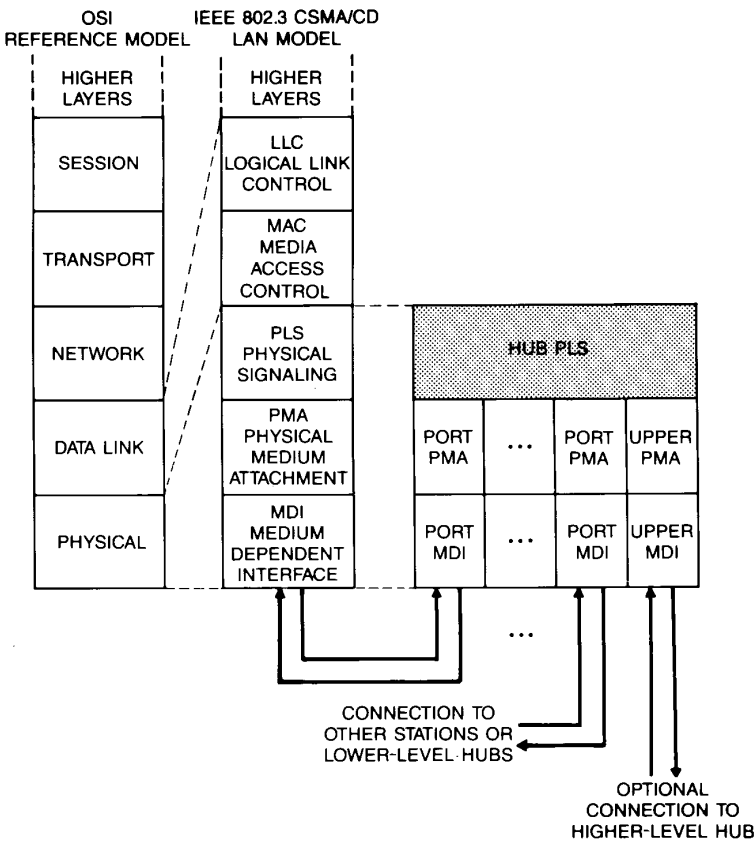 OSI
REFERENCE MODEL
IEEE 802.3 CSMA/CD
LAN MODEL
HIGHER
LAYERS
SESSION
TRANSPORT
NETWORK
DATA LINK
PHYSICAL
HIGHER
LAYERS
LLC
LOGICAL LINK
CONTROL
MAC
MEDIA
ACCESS
CONTROL
PLS
PHYSICAL
SIGNALING
PMA
PHYSICAL
MEDIUM
ATTACHMENT
MDI
MEDIUM
DEPENDENT
INTERFACE
HUB PLS
PORT
PMA
...
PORT
PMA
UPPER
PMA
PORT
MDI
...
PORT
MDI
UPPER
MDI
...
CONNECTION TO
OTHER STATIONS OR
LOWER-LEVEL HUBS
OPTIONAL
CONNECTION TO
HIGHER-LEVEL HUB